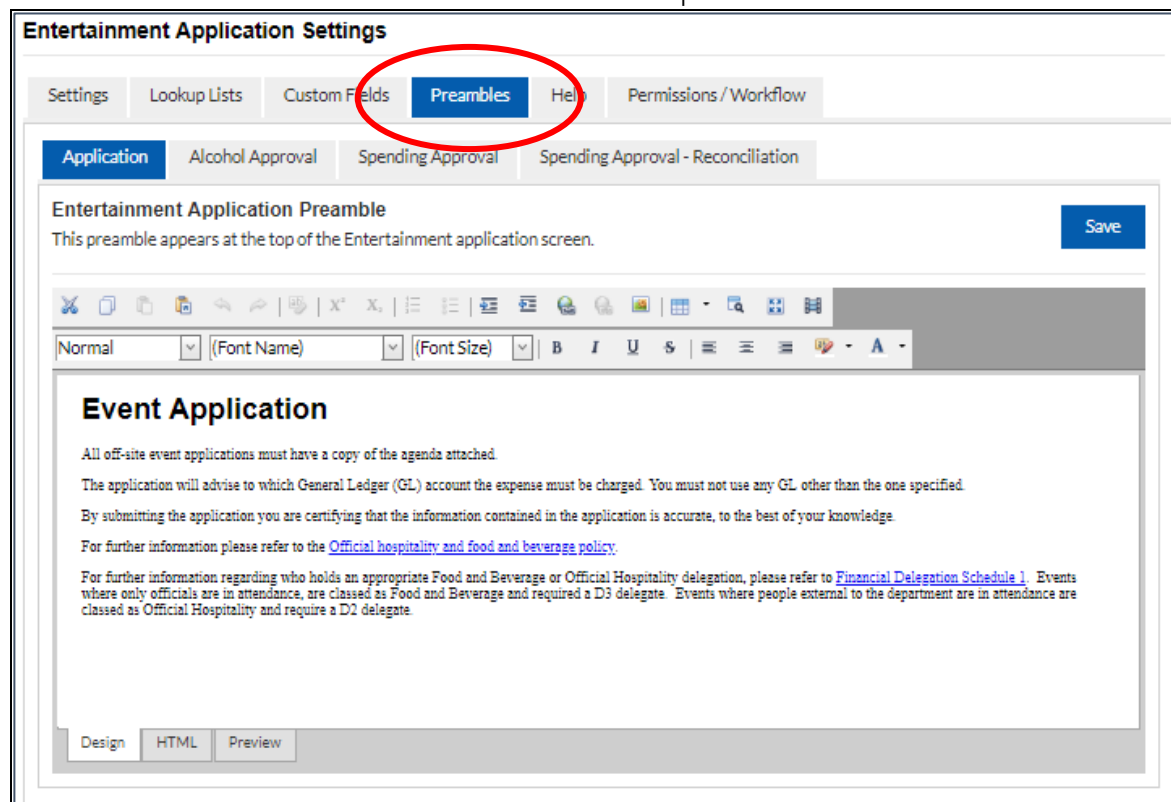 Entertainment Application Settings
Settings Lookup Lists Custom Fields Preambles Help Permissions / Workflow
Application Alcohol Approval Spending Approval Spending Approval - Reconciliation
Entertainment Application Preamble
This preamble appears at the top of the Entertainment application screen.
Save
Normal (Font Name) (Font Size) B I U S A
Event Application
All off-site event applications must have a copy of the agenda attached.
The application will advise to which General Ledger (GL) account the expense must be charged. You must not use any GL other than the one specified.
By submitting the application you are certifying that the information contained in the application is accurate, to the best of your knowledge.
For further information please refer to the Official hospitality and food and beverage policy.
For further information regarding who holds an appropriate Food and Beverage or Official Hospitality delegation, please refer to Financial Delegation Schedule 1. Events
where only officials are in attendance, are classed as Food and Beverage and required a D3 delegate. Events where people external to the department are in attendance are
classed as Official Hospitality and require a D2 delegate.
Design HTML Preview